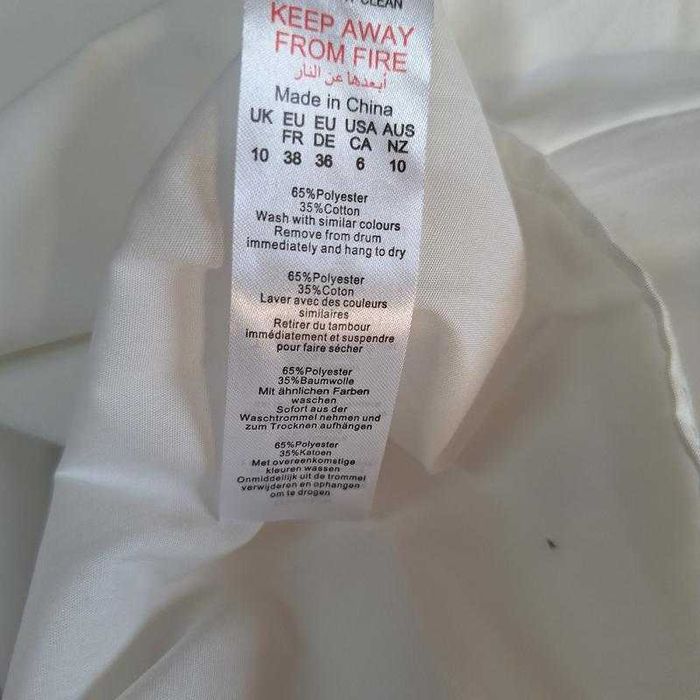 CLEAN
KEEP AWAY
FROM FIRE
أبعدها عن النار
Made in China
UK EU EU USA AUS
FR DE CA NZ
10 38 36 6 10
65%Polyester
35%Cotton
Wash with similar colours
Remove from drum
immediately and hang to dry
65%Polyester
35%Coton
Laver avec des couleurs
similaires
Retirer du tambour
immédiatement et suspendre
pour faire sécher
65%Polyester
35%Baumwolle
Mit ähnlichen Farben
waschen
Sofort aus der
Waschtrommel nehmen und
zum Trocknen aufhängen
65%Polyester
35%Katoen
Met overeenkomstige
kleuren wassen
Onmiddellijk uit de trommel
verwijderen en ophangen
om te drogen